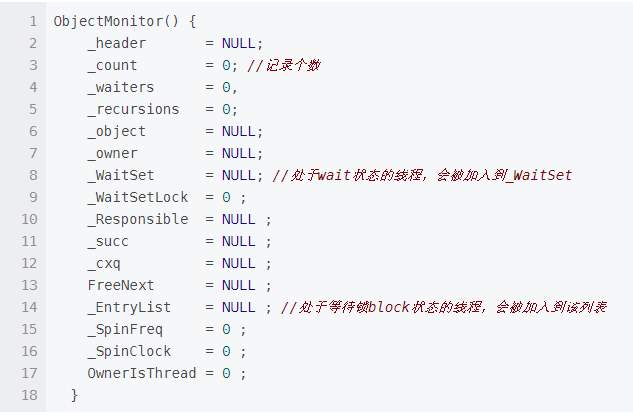 1 ObjectMonitor() {
2 _header = NULL;
3 _count = 0; //记录个数
4 _waiters = 0,
5 _recursions = 0;
6 _object = NULL;
7 _owner = NULL;
8 _WaitSet = NULL; //处于wait状态的线程，会被加入到_WaitSet
9 _WaitSetLock = 0 ;
10 _Responsible = NULL ;
11 _succ = NULL ;
12 _cxq = NULL ;
13 FreeNext = NULL ;
14 _EntryList = NULL ; //处于等待锁block状态的线程，会被加入到该列表
15 _SpinFreq = 0 ;
16 _SpinClock = 0 ;
17 OwnerIsThread = 0 ;
18 }